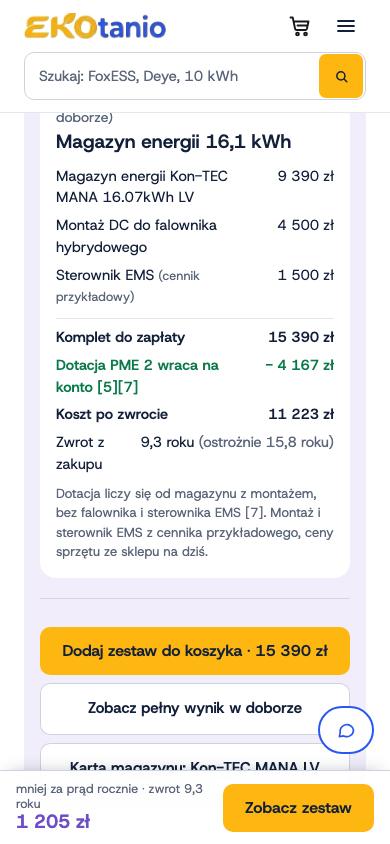 EKOtanio
Szukaj: FoxESS, Deye, 10 kWh
doborze)
Magazyn energii 16,1 kWh
Magazyn energii Kon-TEC 9 390 zł
MANA 16.07kWh LV
Montaż DC do falownika 4 500 zł
hybrydowego
Sterownik EMS (cennik 1 500 zł
przykładowy)
Komplet do zapłaty 15 390 zł
Dotacja PME 2 wraca na − 4 167 zł
konto [5][7]
Koszt po zwrocie 11 223 zł
Zwrot z 9,3 roku (ostrożnie 15,8 roku)
zakupu
Dotacja liczy się od magazynu z montażem,
bez falownika i sterownika EMS [7]. Montaż i
sterownik EMS z cennika przykładowego, ceny
sprzętu ze sklepu na dziś.
Dodaj zestaw do koszyka · 15 390 zł
Zobacz pełny wynik w doborze
Karta magazynu: Kon-TEC MANA LV
mniej za prąd rocznie · zwrot 9,3
roku
1 205 zł
Zobacz zestaw